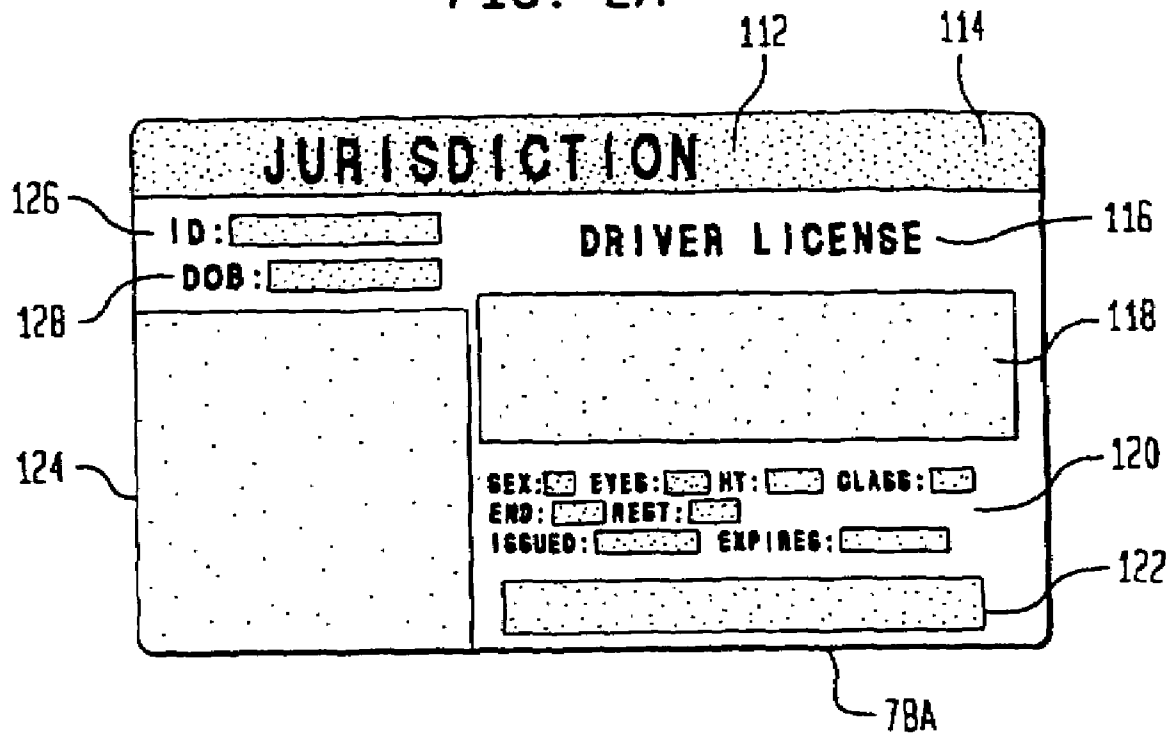 112 114
JURISDICTION
126 ID: DRIVER LICENSE 116
128 DOB:
118
124
SEX: EYES: HT: CLASS: 120
END: REST:
ISSUED: EXPIRES:
122
78A